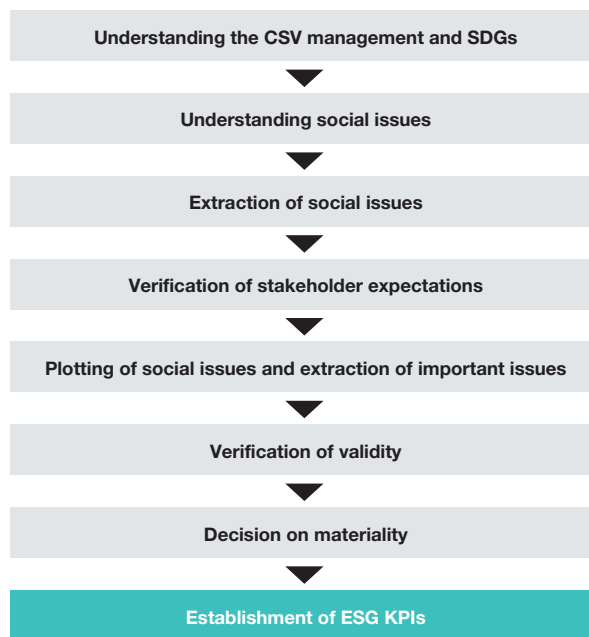 Understanding the CSV management and SDGs
Understanding social issues
Extraction of social issues
Verification of stakeholder expectations
Plotting of social issues and extraction of important issues
Verification of validity
Decision on materiality
Establishment of ESG KPIs